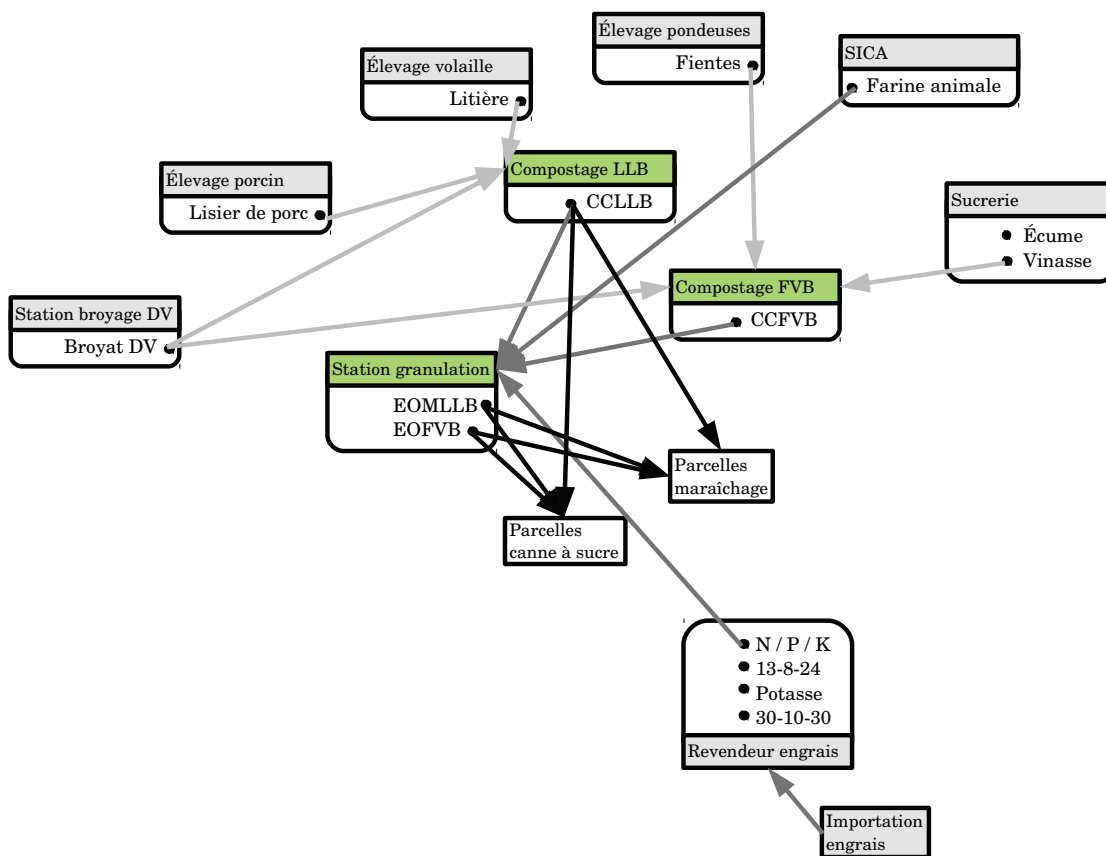 Élevage pondeuses
Fientes
SICA
Farine animale
Élevage volaille
Litière
Compostage LLB
CCLLB
Élevage porcin
Lisier de porc
Sucrerie
Écume
Vinasse
Compostage FVB
CCFVB
Station broyage DV
Broyat DV
Station granulation
EOMLLB
EOFVB
Parcelles
maraîchage
Parcelles
canne à sucre
N / P / K
13-8-24
Potasse
30-10-30
Revendeur engrais
Importation
engrais